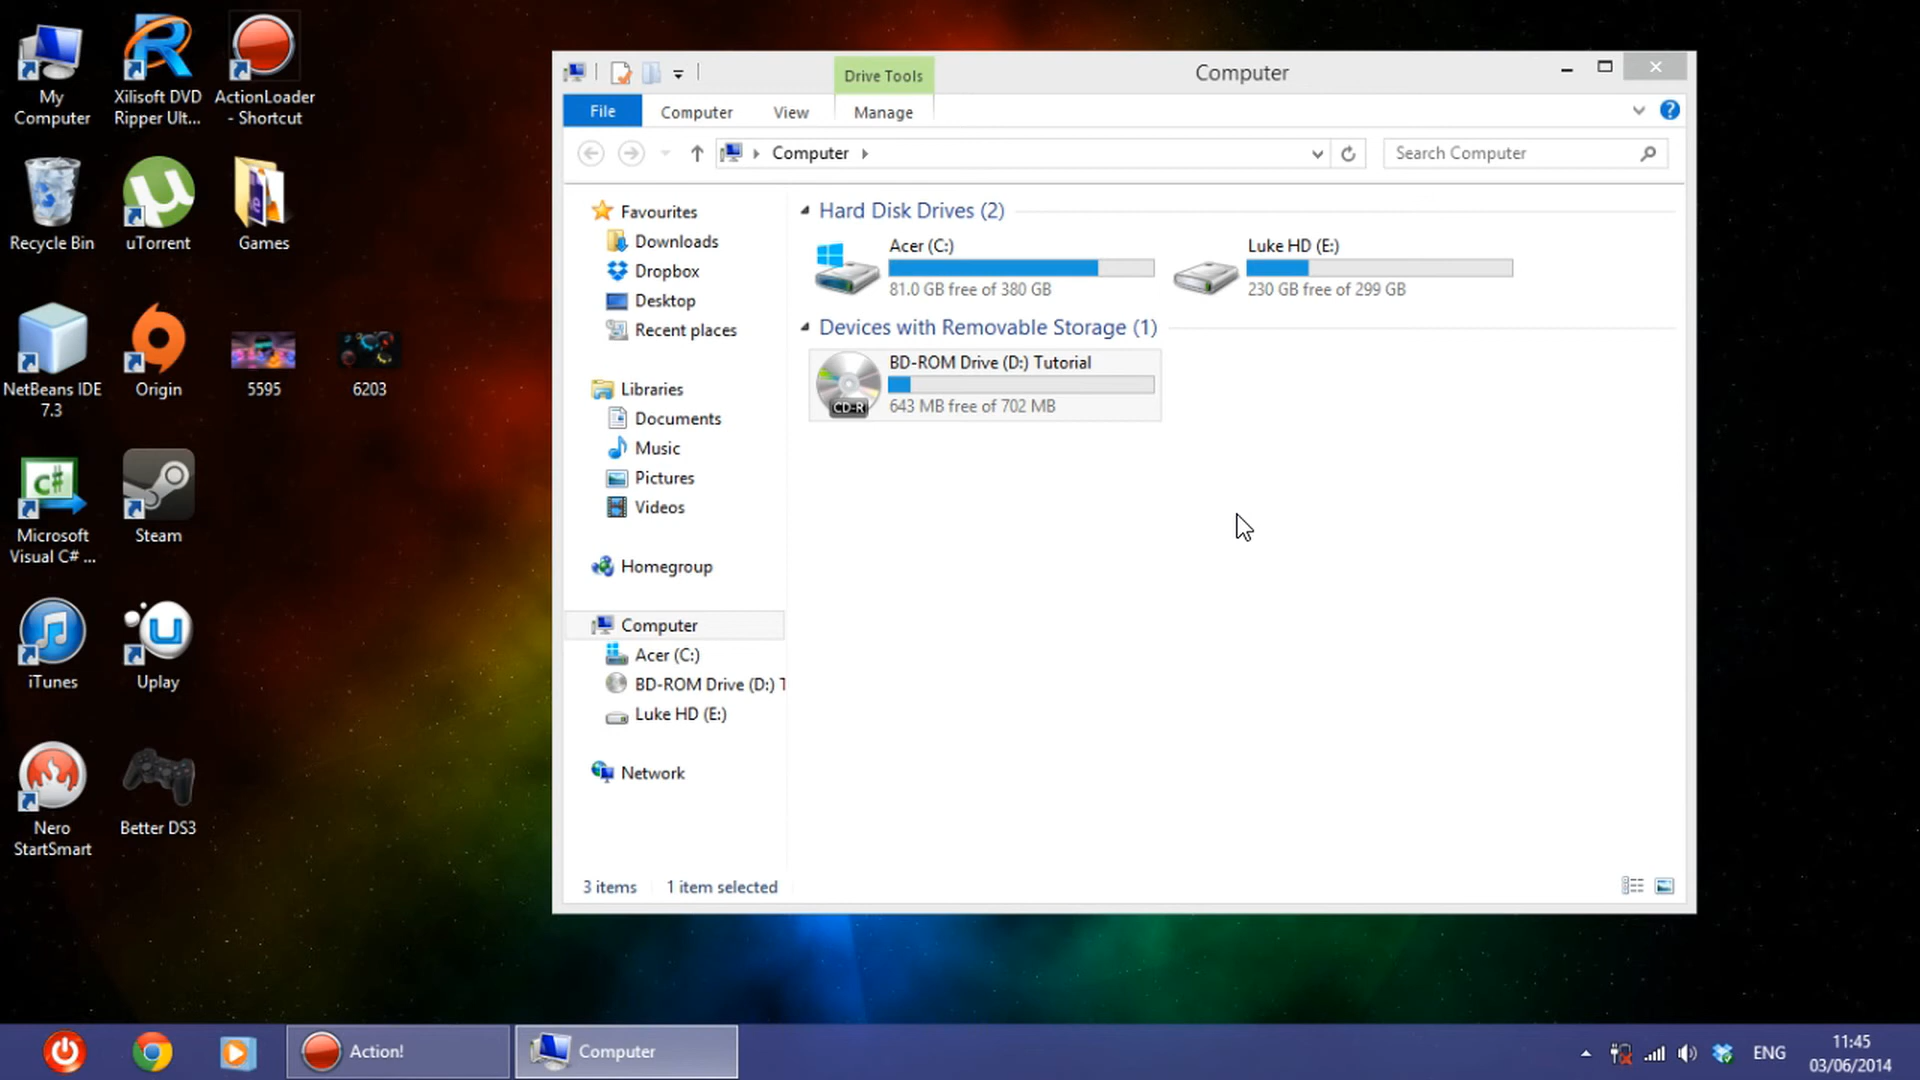 My
Computer
Xilisoft DVD
Ripper Ult...
ActionLoader
- Shortcut
Recycle Bin
uTorrent
Games
NetBeans IDE
7.3
Origin
5595
6203
C#
Microsoft
Visual C# ...
Steam
iTunes
Uplay
Nero
StartSmart
Better DS3
Drive Tools
Computer
File
Computer
View
Manage
Computer
Search Computer
Favourites
Downloads
Dropbox
Desktop
Recent places
Libraries
Documents
Music
Pictures
Videos
Homegroup
Computer
Acer (C:)
BD-ROM Drive (D:) T
Luke HD (E:)
Network
Hard Disk Drives (2)
Acer (C:)
81.0 GB free of 380 GB
Luke HD (E:)
230 GB free of 299 GB
Devices with Removable Storage (1)
BD-ROM Drive (D:) Tutorial
CD-R
643 MB free of 702 MB
3 items
1 item selected
Action!
Computer
ENG
11:45
03/06/2014